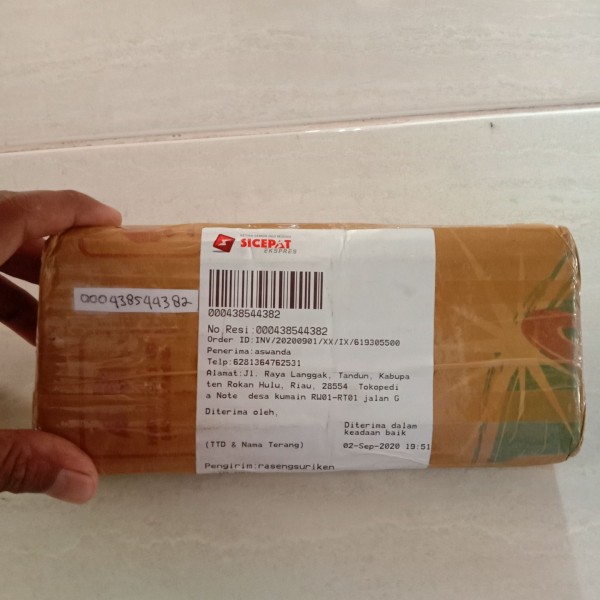 SICEPAT
EKSPRES
000438544382
000438544382
No Resi:000438544382
Order ID:INV/20200901/XX/IX/619305500
Penerima:aswanda
Telp:6281364762531
Alamat:Jl. Raya Langgak, Tandun, Kabupa
ten Rokan Hulu, Riau, 28554  Tokopedi
a Note  desa kumain RW01-RT01 jalan G
Diterima oleh,
Diterima dalam
keadaan baik
(TTD & Nama Terang)
02-Sep-2020 19:51
Pengirim:rasengsuriken